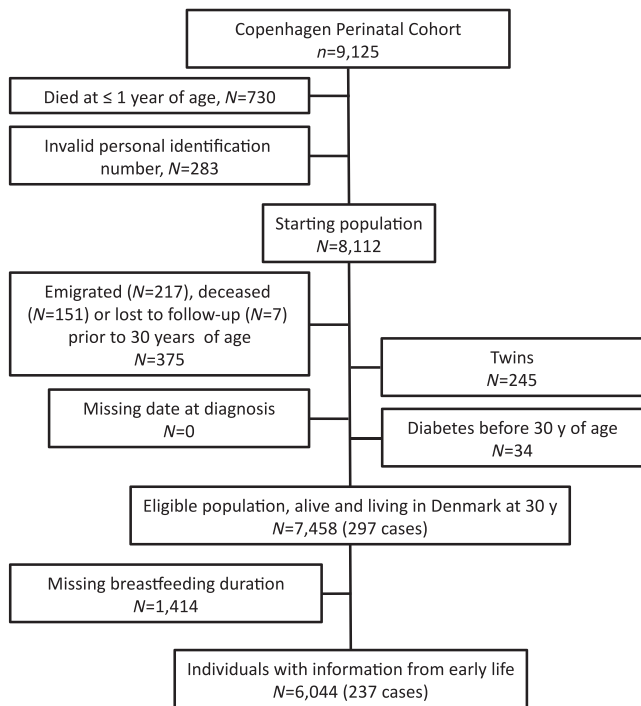 Copenhagen Perinatal Cohort
n=9,125
Died at ≤ 1 year of age, N=730
Invalid personal identification
number, N=283
Starting population
N=8,112
Emigrated (N=217), deceased
(N=151) or lost to follow-up (N=7)
prior to 30 years of age
N=375
Twins
N=245
Missing date at diagnosis
N=0
Diabetes before 30 y of age
N=34
Eligible population, alive and living in Denmark at 30 y
N=7,458 (297 cases)
Missing breastfeeding duration
N=1,414
Individuals with information from early life
N=6,044 (237 cases)